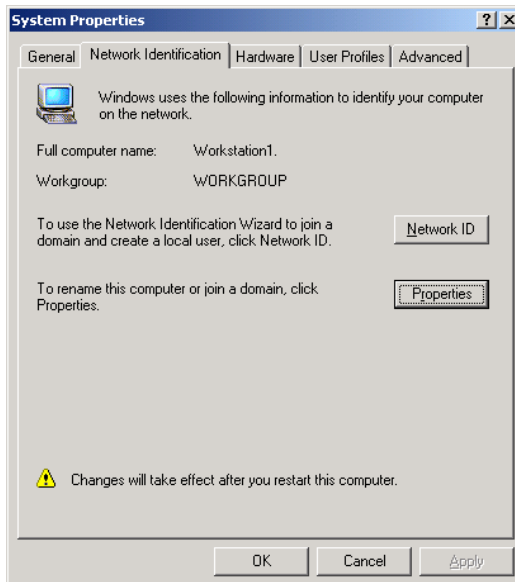 System Properties
General Network Identification Hardware User Profiles Advanced
Windows uses the following information to identify your computer
on the network.
Full computer name: Workstation1.
Workgroup: WORKGROUP
To use the Network Identification Wizard to join a
domain and create a local user, click Network ID.
Network ID
To rename this computer or join a domain, click
Properties.
Properties
Changes will take effect after you restart this computer.
OK Cancel Apply